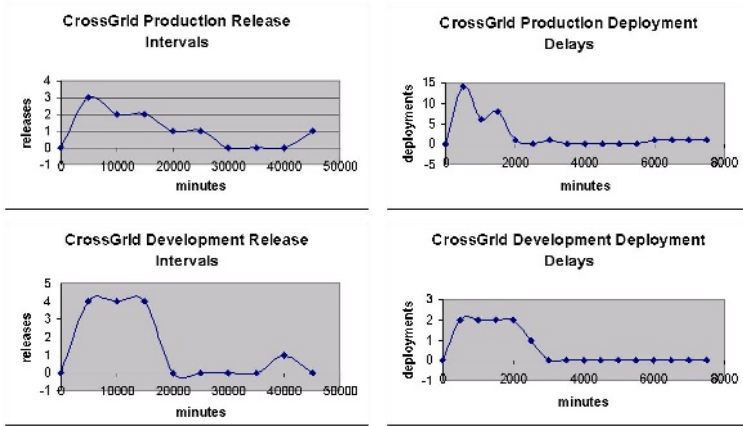 CrossGrid Production Release
Intervals
4
3
2
1
0
-1
releases
0 10000 20000 30000 40000 50000
minutes
CrossGrid Production Deployment
Delays
15
10
5
0
-5
deployments
0 2000 4000 6000 8000
minutes
CrossGrid Development Release
Intervals
5
4
3
2
1
0
-1
releases
0 10000 20000 30000 40000 50000
minutes
CrossGrid Development Deployment
Delays
3
2
1
0
-1
deployments
0 2000 4000 6000 8000
minutes